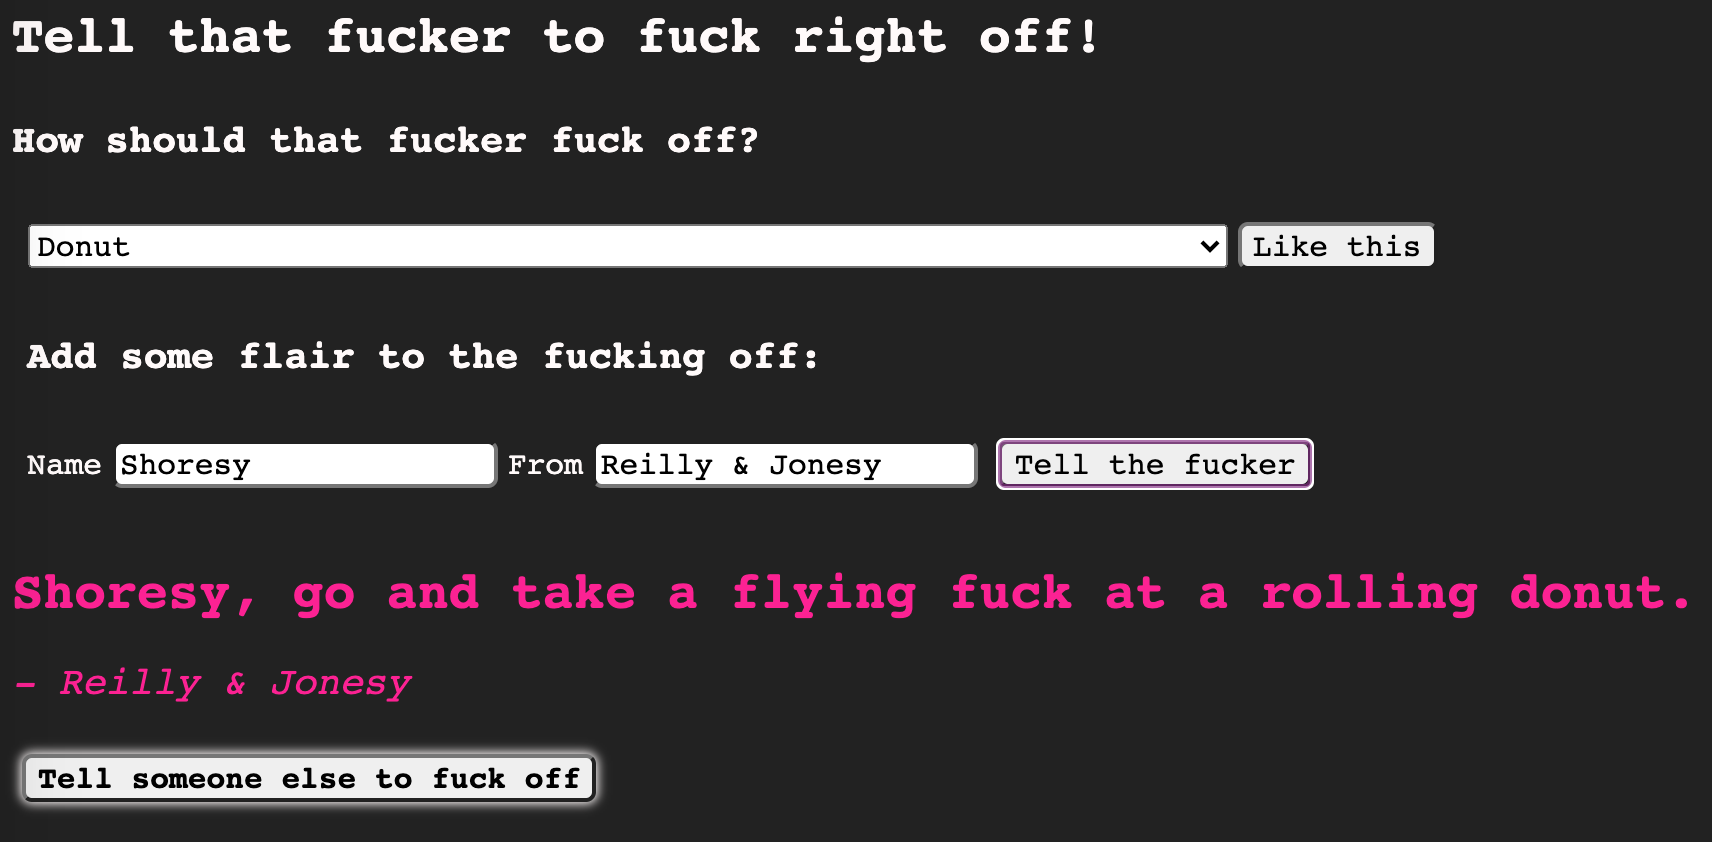 Tell that fucker to fuck right off!
How should that fucker fuck off?
Donut Like this
Add some flair to the fucking off:
Name Shoresy From Reilly & Jonesy Tell the fucker
Shoresy, go and take a flying fuck at a rolling donut.
- Reilly & Jonesy
Tell someone else to fuck off